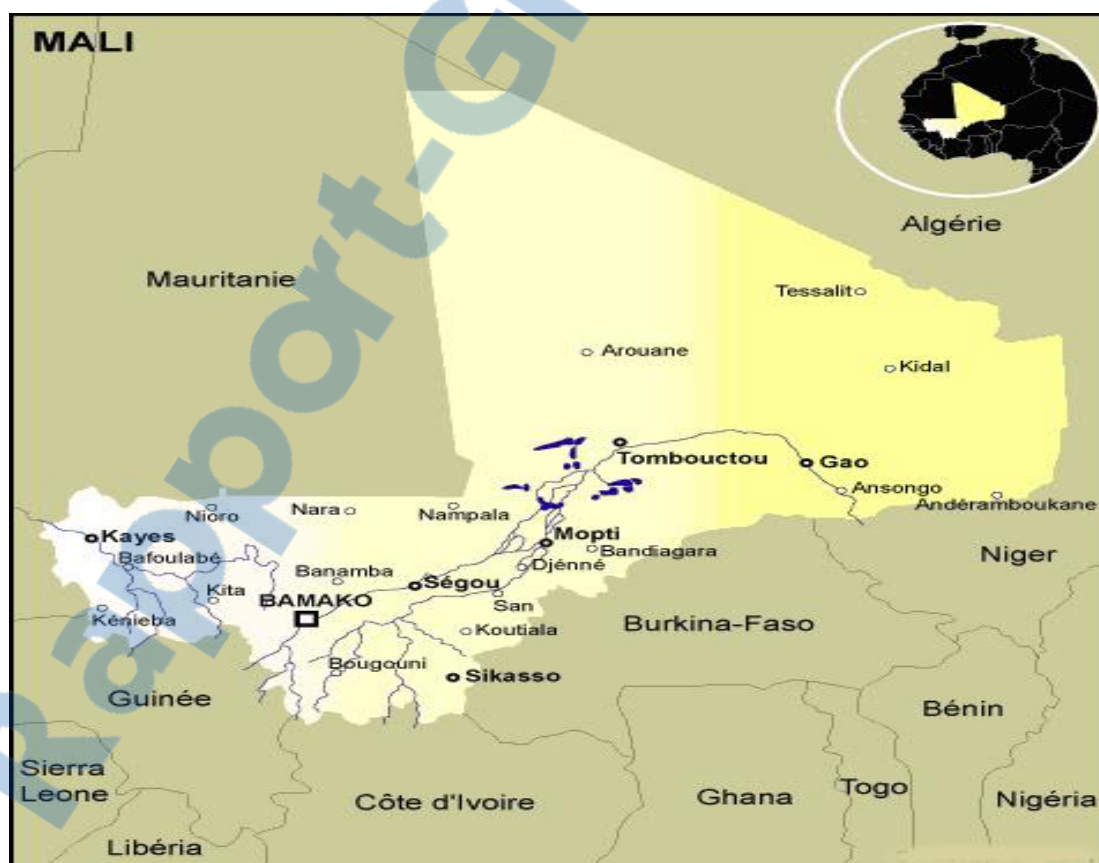 MALI
Algérie
Mauritanie
Tessalit
Arouane
Kidal
Tombouctou
Gao
Ansongo
Andéramboukane
Nioro
Nara
Nampala
Kayes
Mopti
Bafoulabé
Bandiagara
Niger
Banamba
Ségou
Djénné
Kita
BAMAKO
San
Kénieba
Koutiala
Burkina-Faso
Bougouni
Sikasso
Guinée
Bénin
Sierra
Leone
Côte d'Ivoire
Ghana
Togo
Nigéria
Libéria